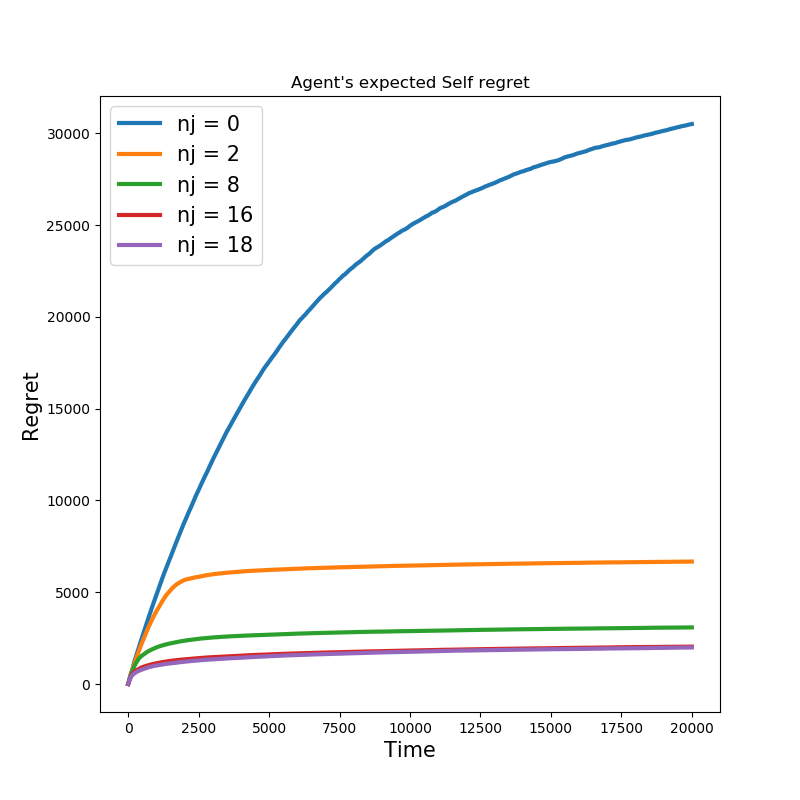 Agent's expected Self regret
nj = 0
nj = 2
nj = 8
nj = 16
nj = 18
Regret
30000
25000
20000
15000
10000
5000
0
0 2500 5000 7500 10000 12500 15000 17500 20000
Time